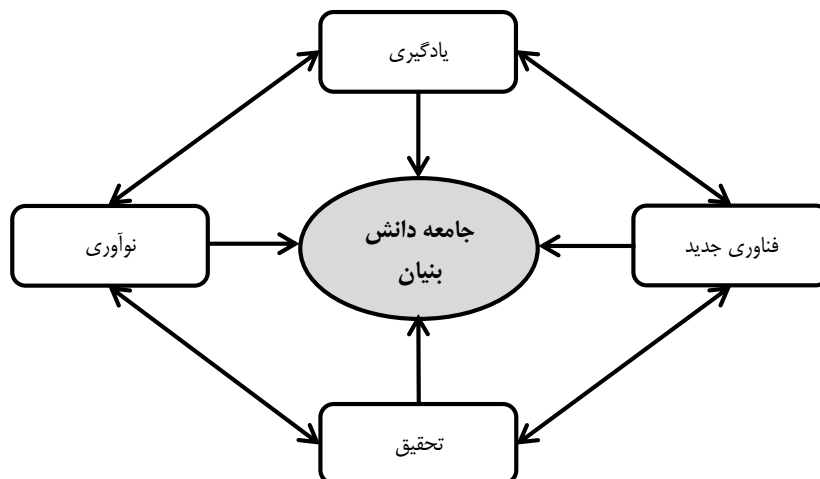 یادگیری
فناوری جدید
جامعه دانش
بنیان
نوآوری
تحقیق